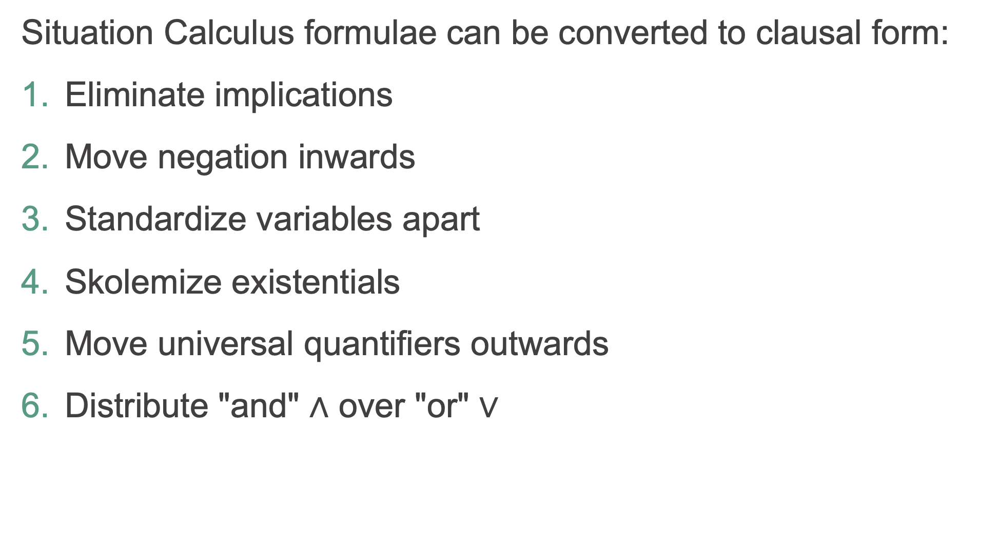 Situation Calculus formulae can be converted to clausal form:
1. Eliminate implications
2. Move negation inwards
3. Standardize variables apart
4. Skolemize existentials
5. Move universal quantifiers outwards
6. Distribute "and" ∧ over "or" ∨